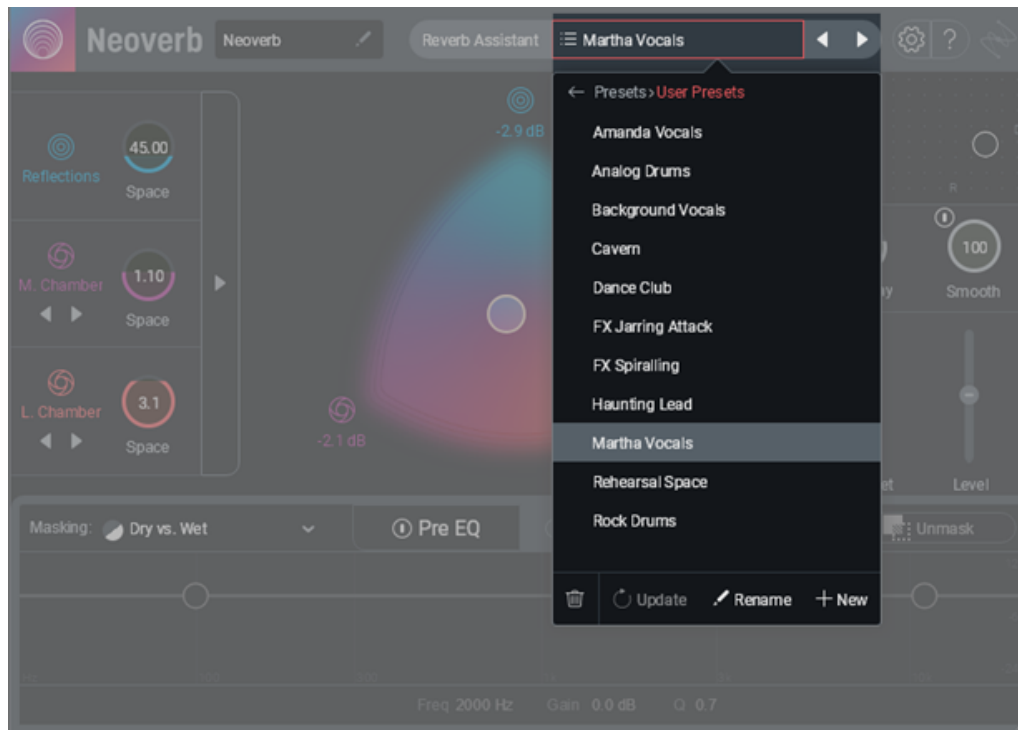 Neoverb
Neoverb
Reverb Assistant
Martha Vocals
?
Presets›User Presets
Amanda Vocals
Analog Drums
Background Vocals
Cavern
Dance Club
FX Jarring Attack
FX Spiralling
Haunting Lead
Martha Vocals
Rehearsal Space
Rock Drums
Update
Rename
New
-2.9 dB
Reflections
45.00
Space
M. Chamber
1.10
Space
L. Chamber
3.1
Space
-2.1 dB
R
100
Smooth
Level
Masking: Dry vs. Wet
Pre EQ
Unmask
Freq 2000 Hz Gain 0.0 dB Q 0.7